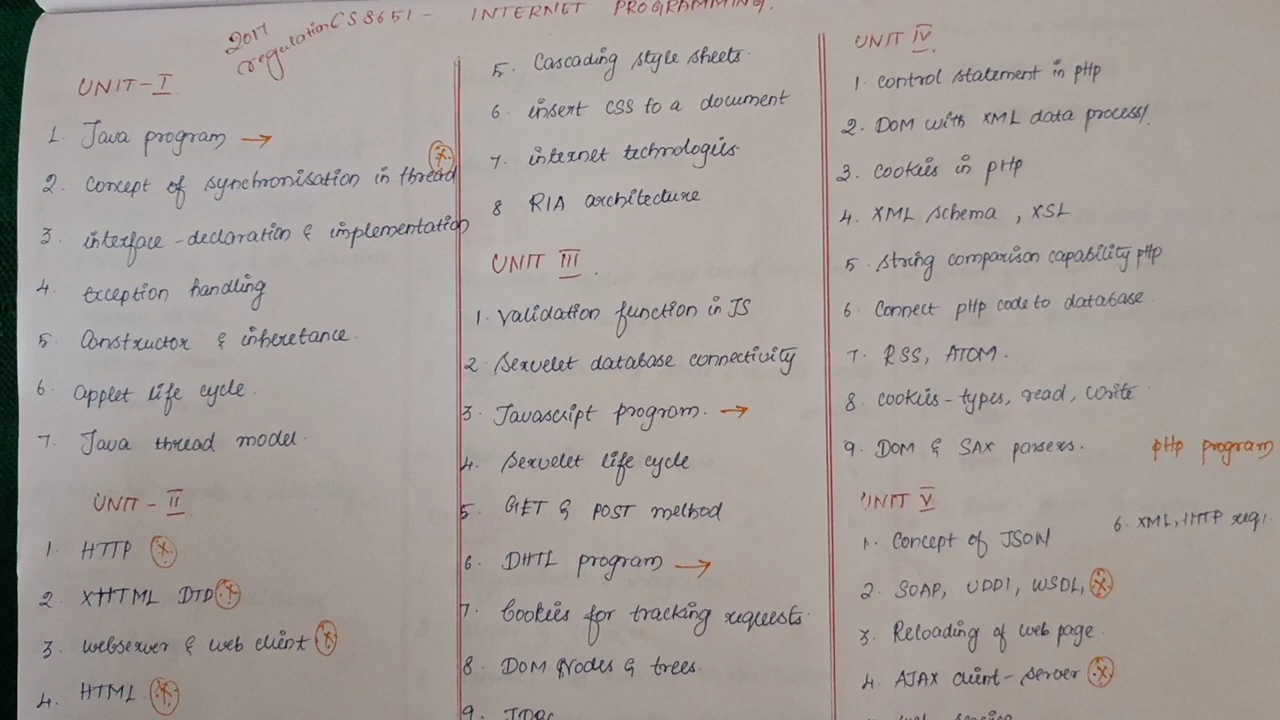 2017
regulation CS8651 - INTERNET PROGRAMMING.
UNIT-I
1. Java program →
2. Concept of synchronisation in thread
3. interface - declaration & implementation
4. exception handling
5. Constructor & inheretance.
6. applet life cycle.
7. Java thread model.
UNIT - II
1. HTTP
2. XHTML DTD
3. webserver & web client
4. HTML
5. Cascading style sheets.
6. insert CSS to a document
7. internet technologies
8 RIA architecture
UNIT III.
1. Validation function in JS
2. Servelet database connectivity
3. Javascript program. →
4. Servelet life cycle
5. GET & POST method
6. DHTL program →
7. Cookies for tracking requests.
8. DOM Nodes & trees.
9. JDBC
UNIT IV.
1. control statement in PHP
2. DOM with XML data process/.
3. cookies in PHP
4. XML schema, XSL
5. string comparison capability PHP
6. Connect PHP code to database
7. RSS, ATOM.
8. cookies - types, read, write
9. DOM & SAX parsers. PHP program
UNIT V
1. Concept of JSON
6. XML, HTTP req/.
2. SOAP, UDDI, WSDL,
3. Reloading of web page.
4. AJAX client-server